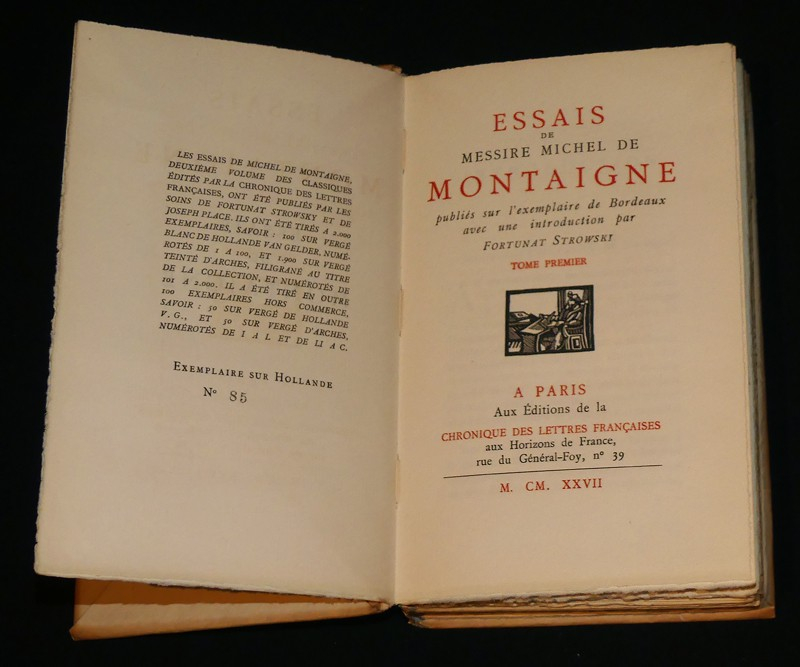 LES ESSAIS DE MICHEL DE MONTAIGNE,
DEUXIÈME VOLUME DES CLASSIQUES
ÉDITÉS PAR LA CHRONIQUE DES LETTRES
FRANÇAISES, ONT ÉTÉ PUBLIÉS PAR LES
SOINS DE FORTUNAT STROWSKY ET DE
JOSEPH PLACE. ILS ONT ÉTÉ TIRÉS A 2.000
EXEMPLAIRES, SAVOIR : 100 SUR VERGÉ
BLANC DE HOLLANDE VAN GELDER, NUMÉ-
ROTÉS DE 1 A 100, ET 1.900 SUR VERGÉ
TEINTÉ D'ARCHES, FILIGRANÉ AU TITRE
DE LA COLLECTION, ET NUMÉROTÉS DE
101 A 2.000. IL A ÉTÉ TIRÉ EN OUTRE
100 EXEMPLAIRES HORS COMMERCE,
SAVOIR : 50 SUR VERGÉ DE HOLLANDE
V. G., ET 50 SUR VERGÉ D'ARCHES,
NUMÉROTÉS DE I A L ET DE LI A C.
EXEMPLAIRE SUR HOLLANDE
No 85
ESSAIS
DE
MESSIRE MICHEL DE
MONTAIGNE
publiés sur l'exemplaire de Bordeaux
avec une introduction par
FORTUNAT STROWSKI
TOME PREMIER
A PARIS
Aux Éditions de la
CHRONIQUE DES LETTRES FRANÇAISES
aux Horizons de France,
rue du Général-Foy, no 39
M. CM. XXVII